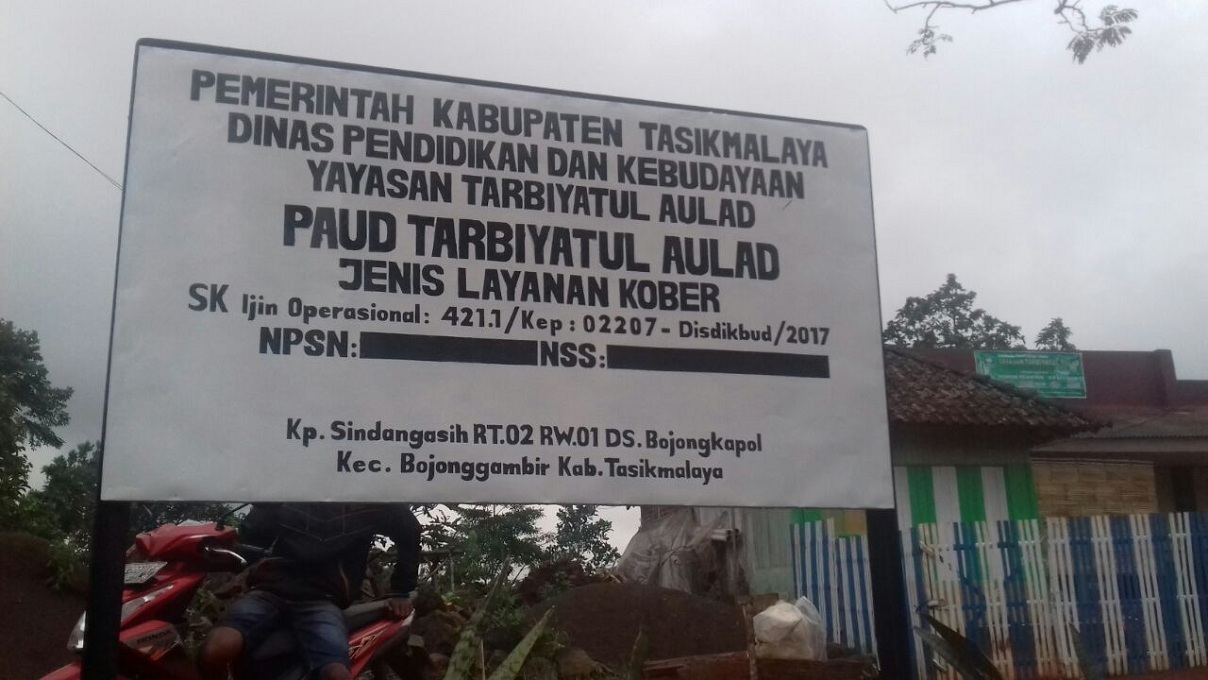 PEMERINTAH KABUPATEN TASIKMALAYA
DINAS PENDIDIKAN DAN KEBUDAYAAN
YAYASAN TARBIYATUL AULAD
PAUD TARBIYATUL AULAD
JENIS LAYANAN KOBER
SK Ijin Operasional: 421.1/Kep: 02207- Disdikbud/2017
NPSN: NSS:
Kp. Sindangasih RT.02 RW.01 DS. Bojongkapol
Kec. Bojonggambir Kab. Tasikmalaya
HONDA